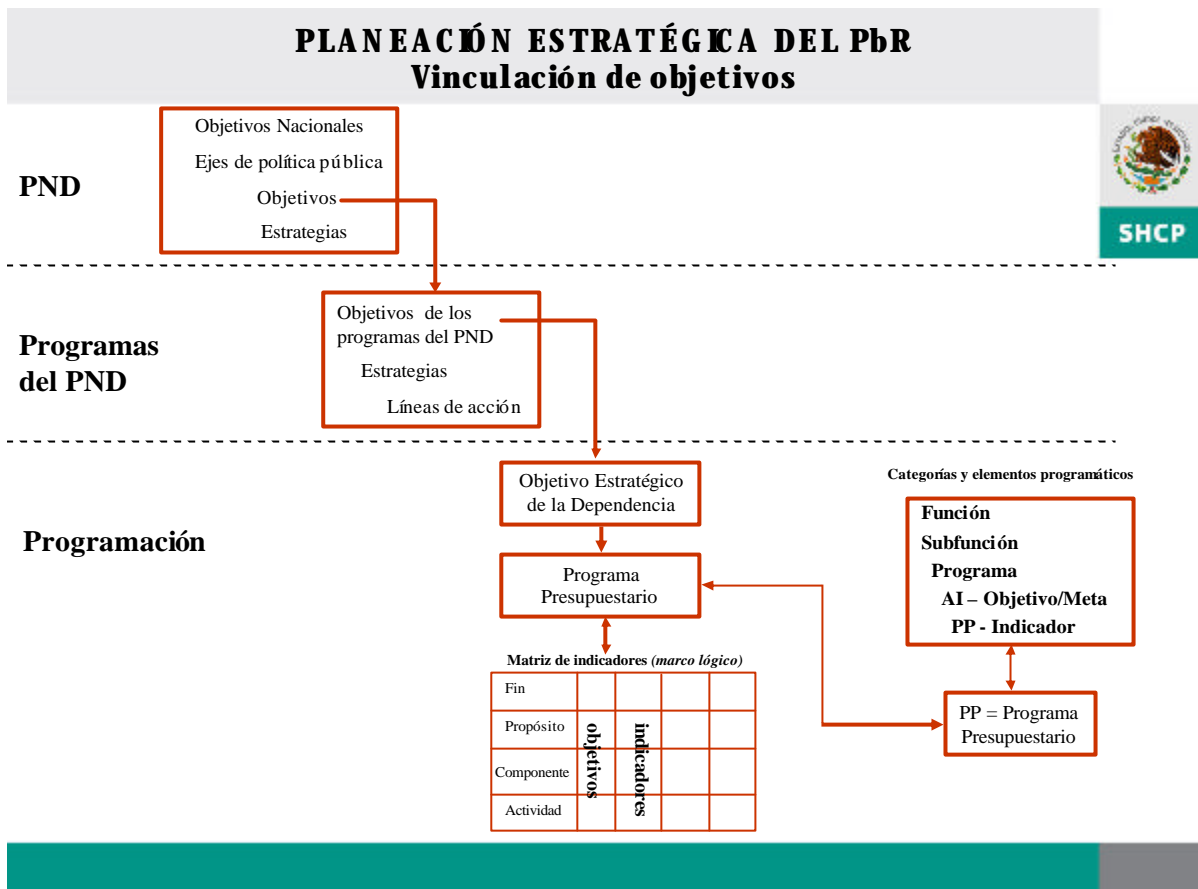 PLANEACIÓN ESTRATÉGICA DEL PbR
Vinculación de objetivos
SHCP
PND
Objetivos Nacionales
Ejes de política pública
Objetivos
Estrategias
Programas
del PND
Objetivos de los
programas del PND
Estrategias
Líneas de acción
Programación
Objetivo Estratégico
de la Dependencia
Programa
Presupuestario
Matriz de indicadores (marco lógico)
Fin
Propósito
Componente
Actividad
objetivos
indicadores
Categorías y elementos programáticos
Función
Subfunción
Programa
AI – Objetivo/Meta
PP - Indicador
PP = Programa
Presupuestario